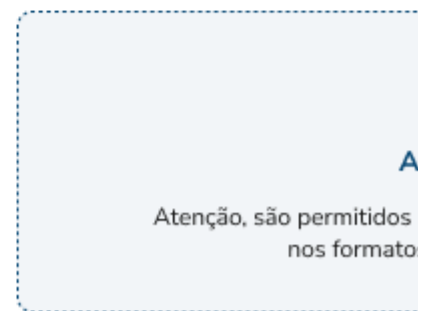 A
Atenção, são permitidos
nos formatos